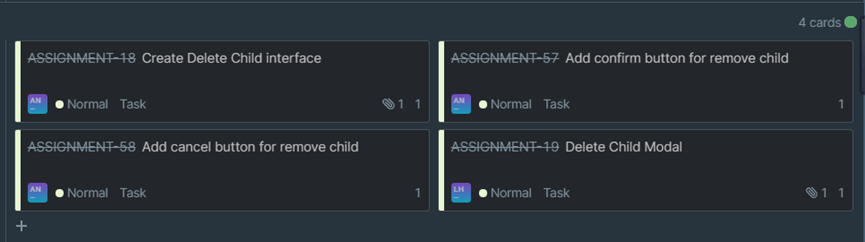 4 cards
ASSIGNMENT-18 Create Delete Child interface
AN
Normal Task 1 1
ASSIGNMENT-57 Add confirm button for remove child
AN
Normal Task 1
ASSIGNMENT-58 Add cancel button for remove child
AN
Normal Task 1
ASSIGNMENT-19 Delete Child Modal
LH
Normal Task 1 1
+